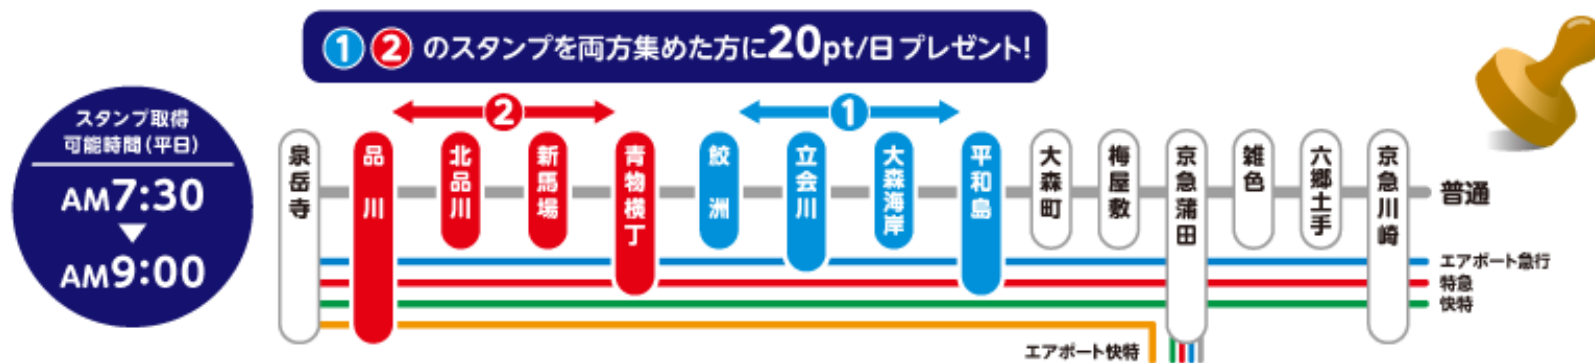 ①②のスタンプを両方集めた方に20pt/日プレゼント!
スタンプ取得
可能時間(平日)
AM7:30
▼
AM9:00
②
①
泉岳寺
品川
北品川
新馬場
青物横丁
鮫洲
立会川
大森海岸
平和島
大森町
梅屋敷
京急蒲田
雑色
六郷土手
京急川崎
普通
エアポート急行
特急
快特
エアポート快特